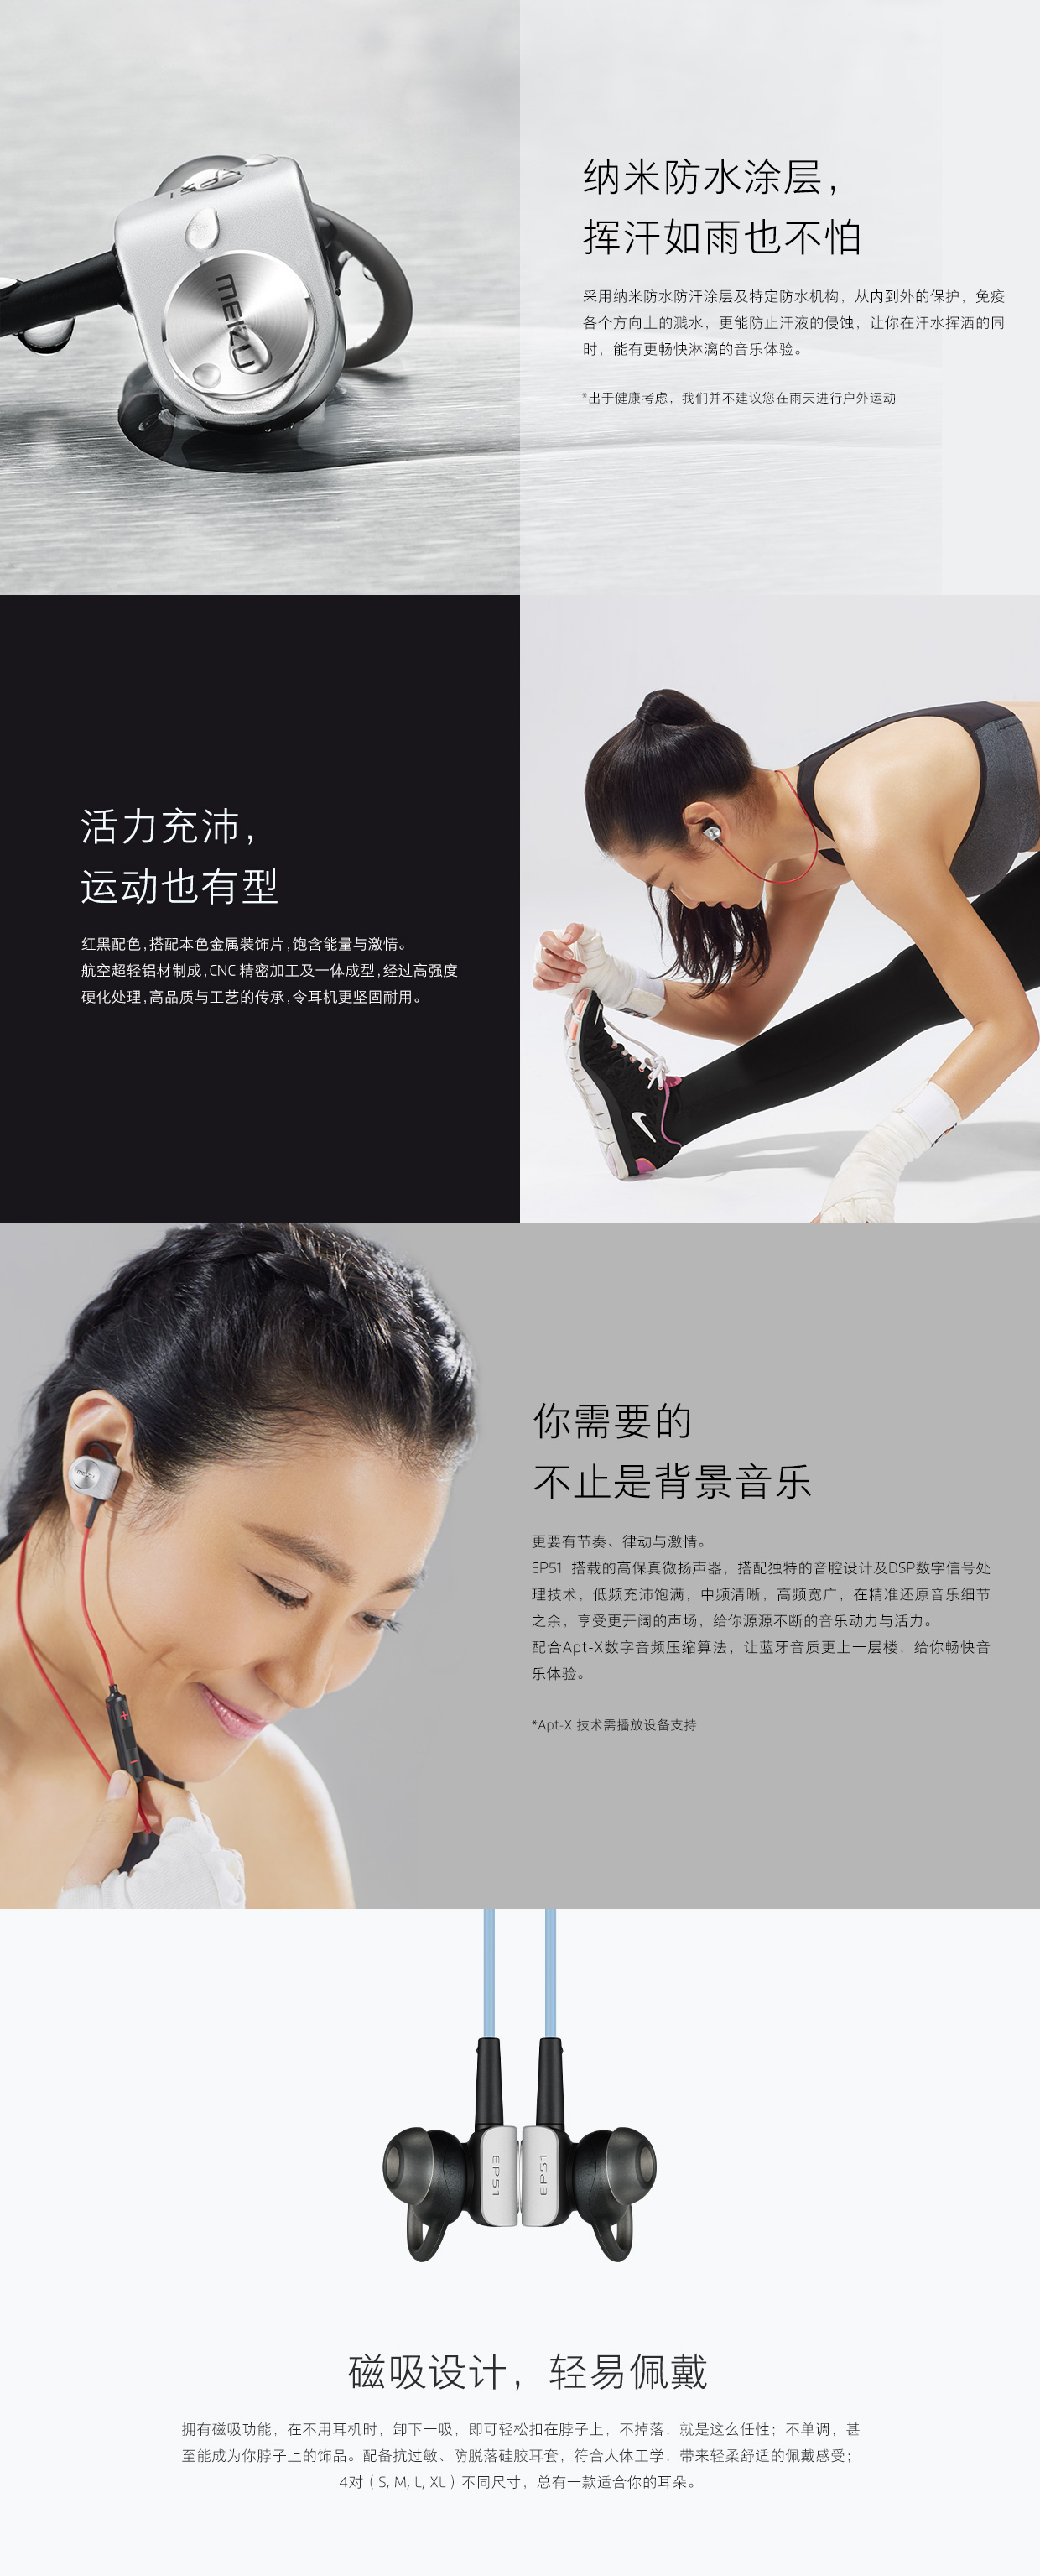 EP51
MEIZU
纳米防水涂层，
挥汗如雨也不怕
采用纳米防水防汗涂层及特定防水机构，从内到外的保护，免疫
各个方向上的溅水，更能防止汗液的侵蚀，让你在汗水挥洒的同
时，能有更畅快淋漓的音乐体验。
*出于健康考虑，我们并不建议您在雨天进行户外运动
活力充沛，
运动也有型
红黑配色，搭配本色金属装饰片，饱含能量与激情。
航空超轻铝材制成，CNC 精密加工及一体成型，经过高强度
硬化处理，高品质与工艺的传承，令耳机更坚固耐用。
MEIZU
你需要的
不止是背景音乐
更要有节奏、律动与激情。
EP51 搭载的高保真微扬声器，搭配独特的音腔设计及DSP数字信号处
理技术，低频充沛饱满，中频清晰，高频宽广，在精准还原音乐细节
之余，享受更开阔的声场，给你源源不断的音乐动力与活力。
配合Apt-X数字音频压缩算法，让蓝牙音质更上一层楼，给你畅快音
乐体验。
*Apt-X 技术需播放设备支持
+
−
EP51
EP51
磁吸设计，轻易佩戴
拥有磁吸功能，在不用耳机时，卸下一吸，即可轻松扣在脖子上，不掉落，就是这么任性；不单调，甚
至能成为你脖子上的饰品。配备抗过敏、防脱落硅胶耳套，符合人体工学，带来轻柔舒适的佩戴感受；
4对（S, M, L, XL）不同尺寸，总有一款适合你的耳朵。